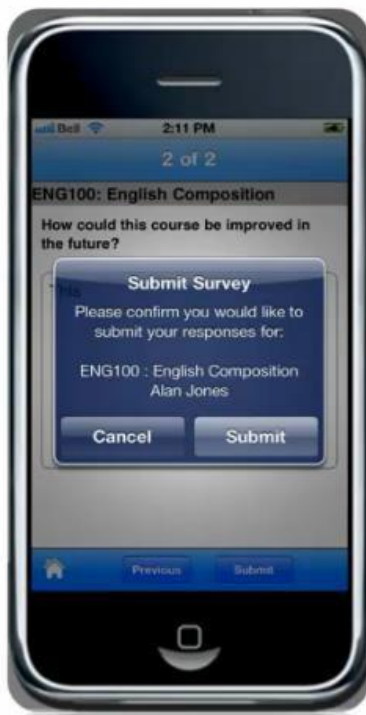 Bell 2:11 PM
2 of 2
ENG100: English Composition
How could this course be improved in
the future?
This
Submit Survey
Please confirm you would like to
submit your responses for:
ENG100 : English Composition
Alan Jones
Cancel Submit
Previous Submit